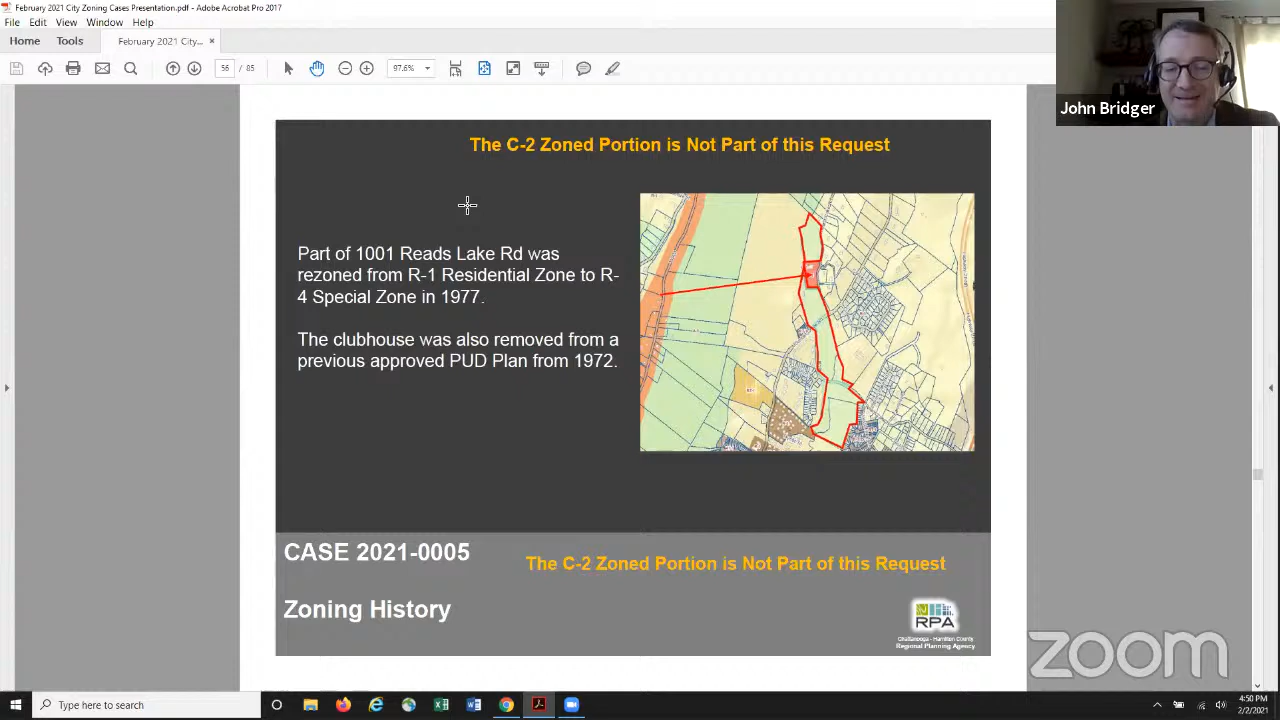 February 2021 City Zoning Cases Presentation.pdf - Adobe Acrobat Pro 2017
File Edit View Window Help
Home Tools February 2021 City... ×
56 / 85 97.6%
John Bridger
The C-2 Zoned Portion is Not Part of this Request
Part of 1001 Reads Lake Rd was
rezoned from R-1 Residential Zone to R-
4 Special Zone in 1977.
The clubhouse was also removed from a
previous approved PUD Plan from 1972.
CASE 2021-0005
The C-2 Zoned Portion is Not Part of this Request
Zoning History
RPA
Chattanooga - Hamilton County
Regional Planning Agency
zoom
Type here to search
4:50 PM
2/2/2021